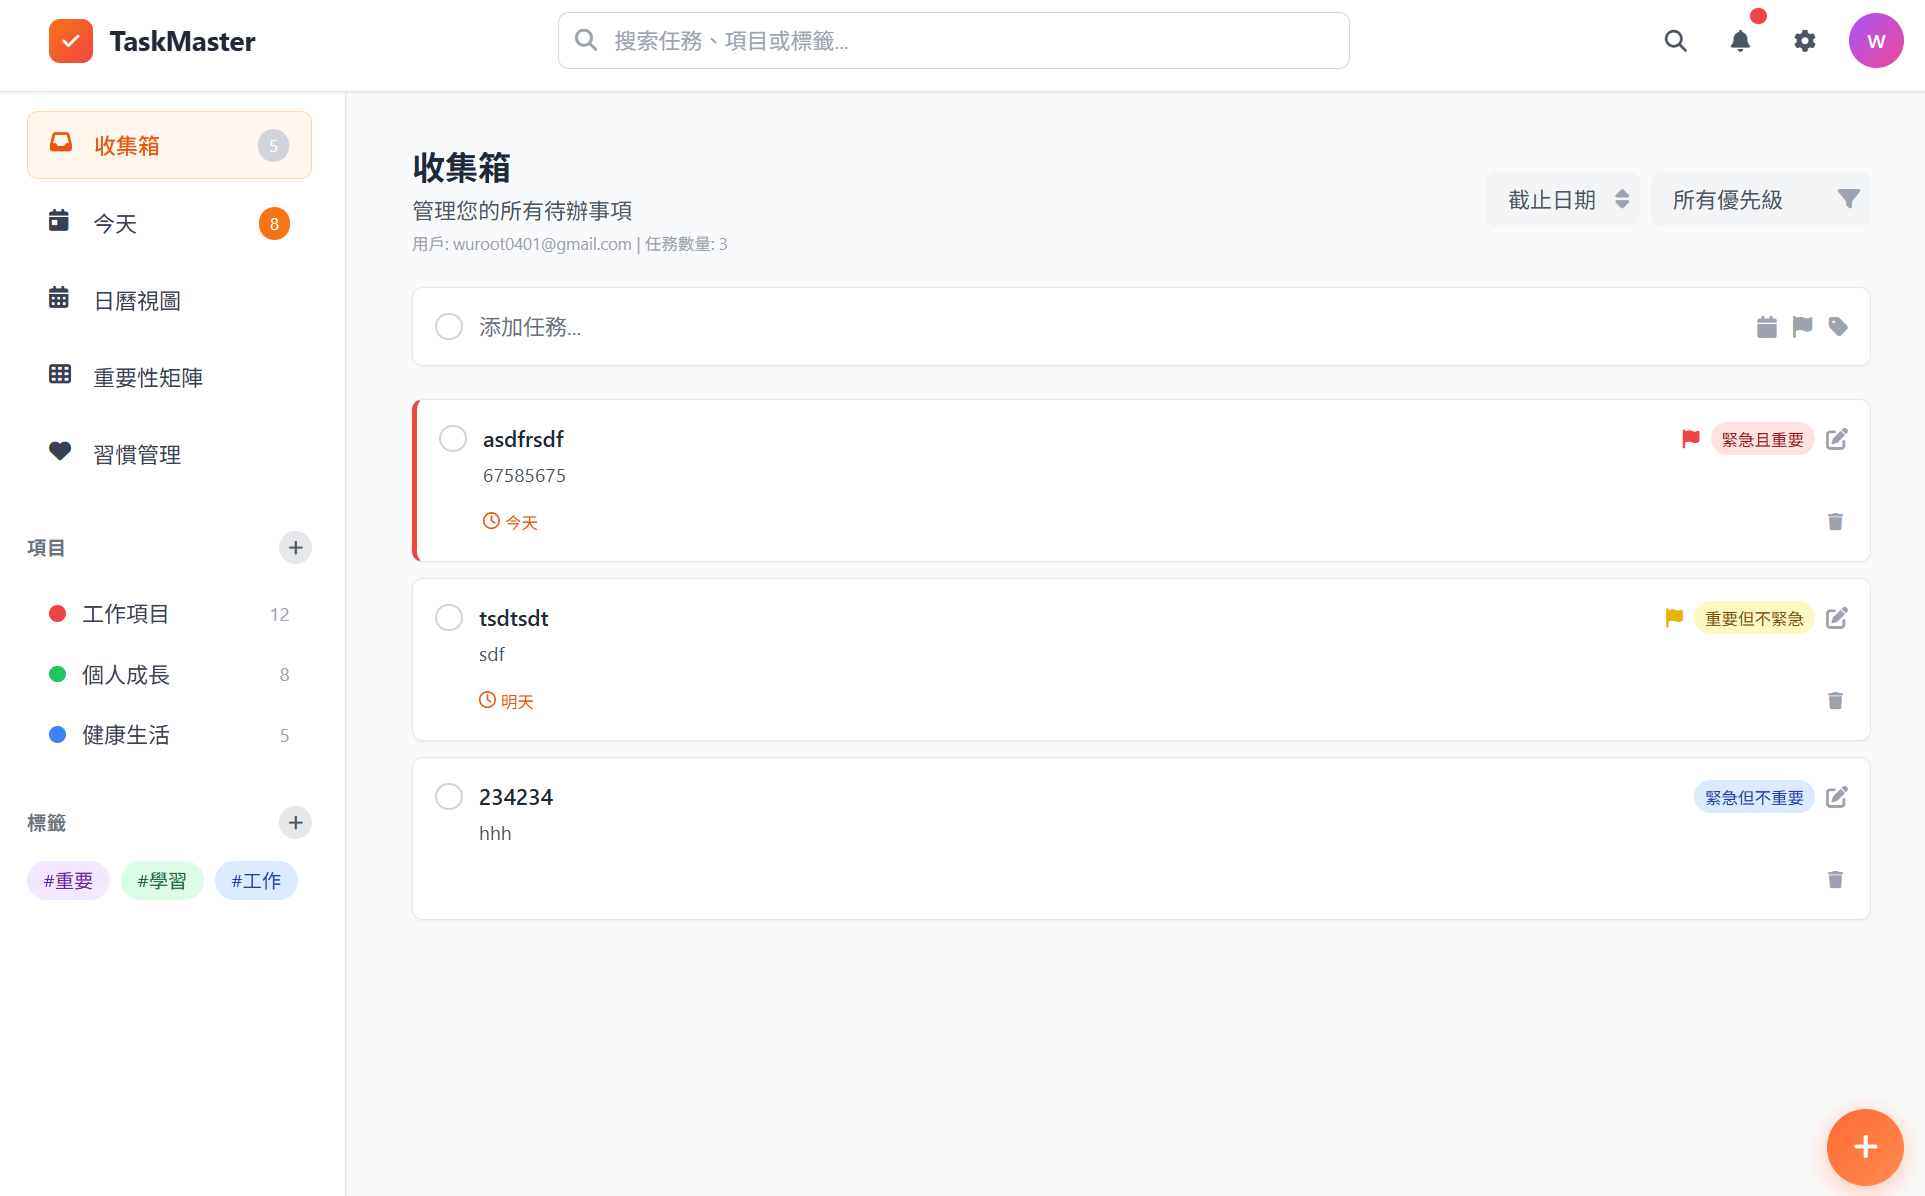 TaskMaster
搜索任務、項目或標籤...
W
收集箱 5
今天 8
日曆視圖
重要性矩陣
習慣管理
項目
工作項目 12
個人成長 8
健康生活 5
標籤
#重要 #學習 #工作
收集箱
管理您的所有待辦事項
用戶: wuroot0401@gmail.com | 任務數量: 3
截止日期 所有優先級
添加任務...
asdfrsdf 緊急且重要
67585675
今天
tsdtsdt 重要但不緊急
sdf
明天
234234 緊急但不重要
hhh